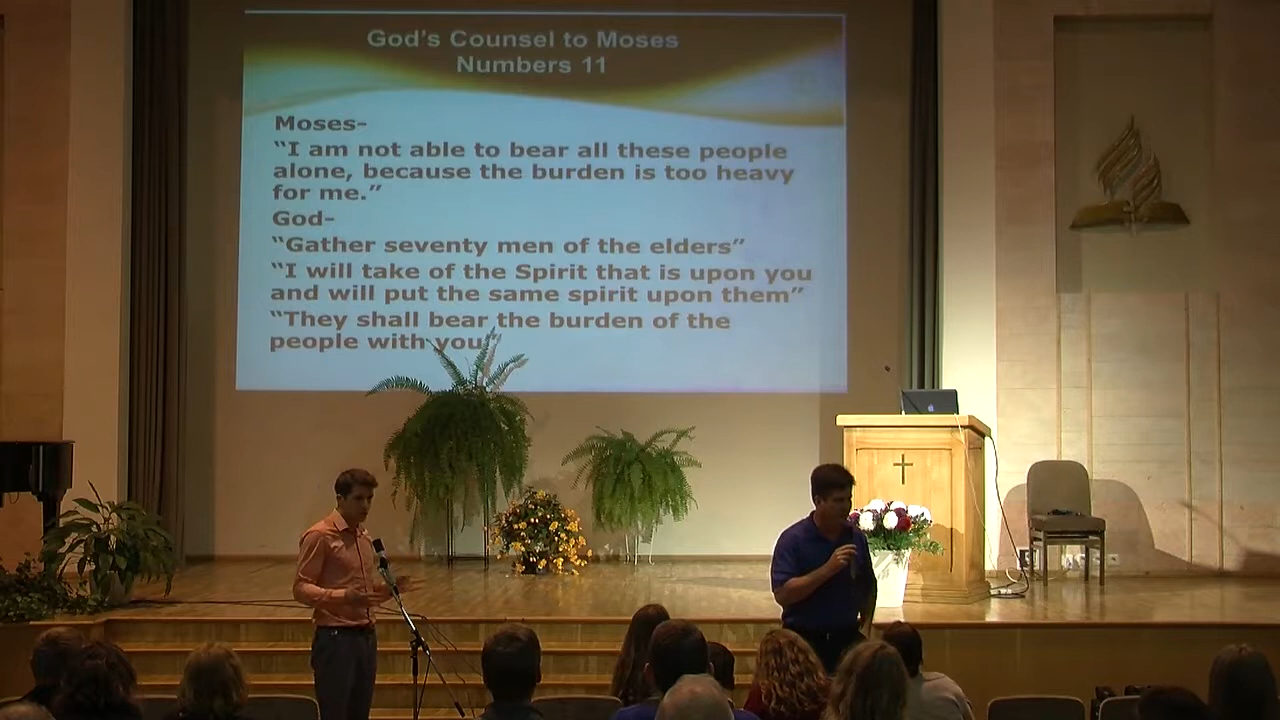 God's Counsel to Moses
Numbers 11
Moses-
“I am not able to bear all these people
alone, because the burden is too heavy
for me.”
God-
“Gather seventy men of the elders”
“I will take of the Spirit that is upon you
and will put the same spirit upon them”
“They shall bear the burden of the
people with you”